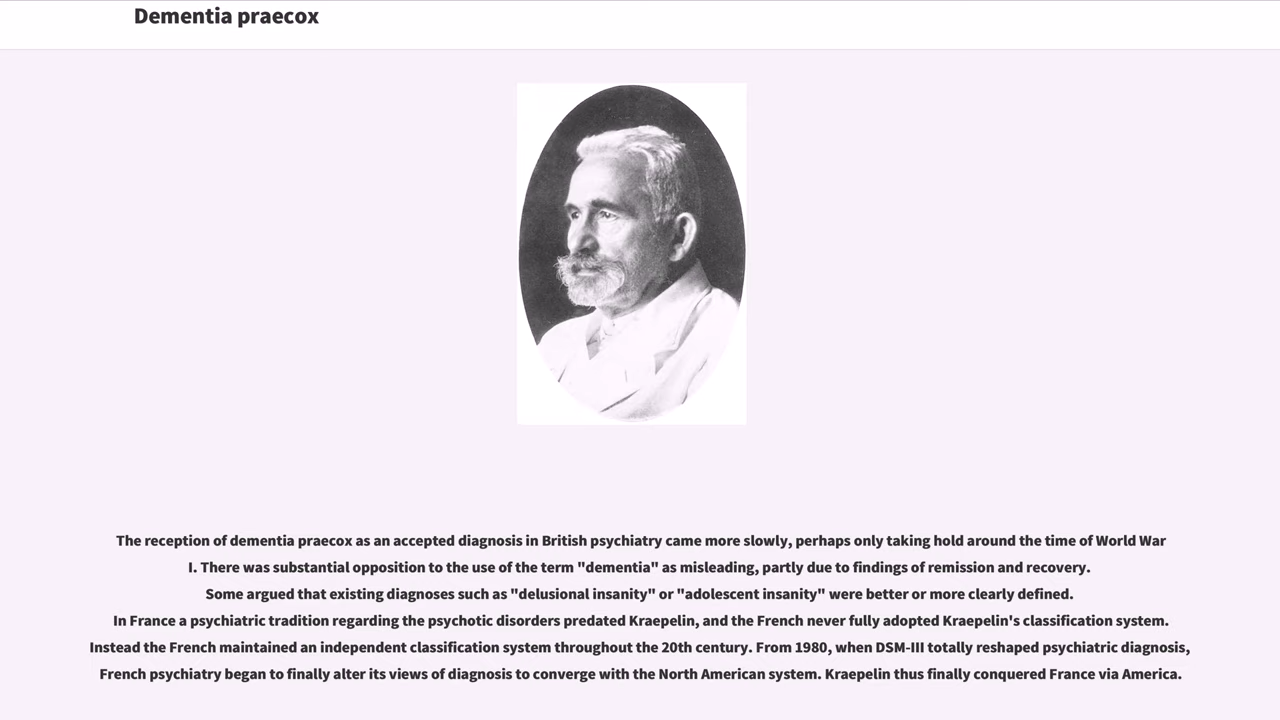 Dementia praecox
The reception of dementia praecox as an accepted diagnosis in British psychiatry came more slowly, perhaps only taking hold around the time of World War
I. There was substantial opposition to the use of the term "dementia" as misleading, partly due to findings of remission and recovery.
Some argued that existing diagnoses such as "delusional insanity" or "adolescent insanity" were better or more clearly defined.
In France a psychiatric tradition regarding the psychotic disorders predated Kraepelin, and the French never fully adopted Kraepelin's classification system.
Instead the French maintained an independent classification system throughout the 20th century. From 1980, when DSM-III totally reshaped psychiatric diagnosis,
French psychiatry began to finally alter its views of diagnosis to converge with the North American system. Kraepelin thus finally conquered France via America.